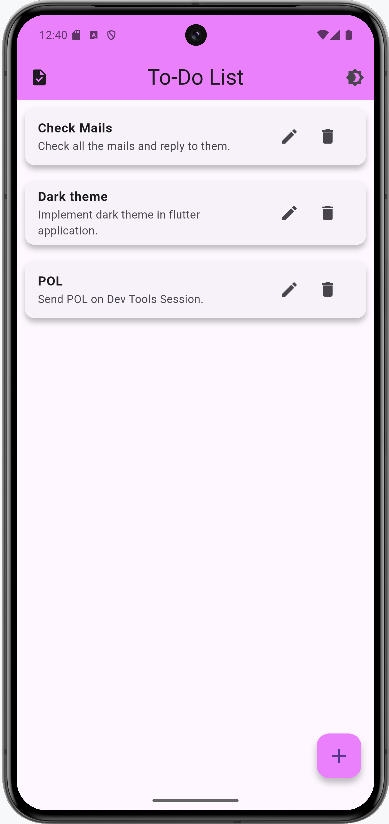 12:40
To-Do List
Check Mails
Check all the mails and reply to them.
Dark theme
Implement dark theme in flutter
application.
POL
Send POL on Dev Tools Session.